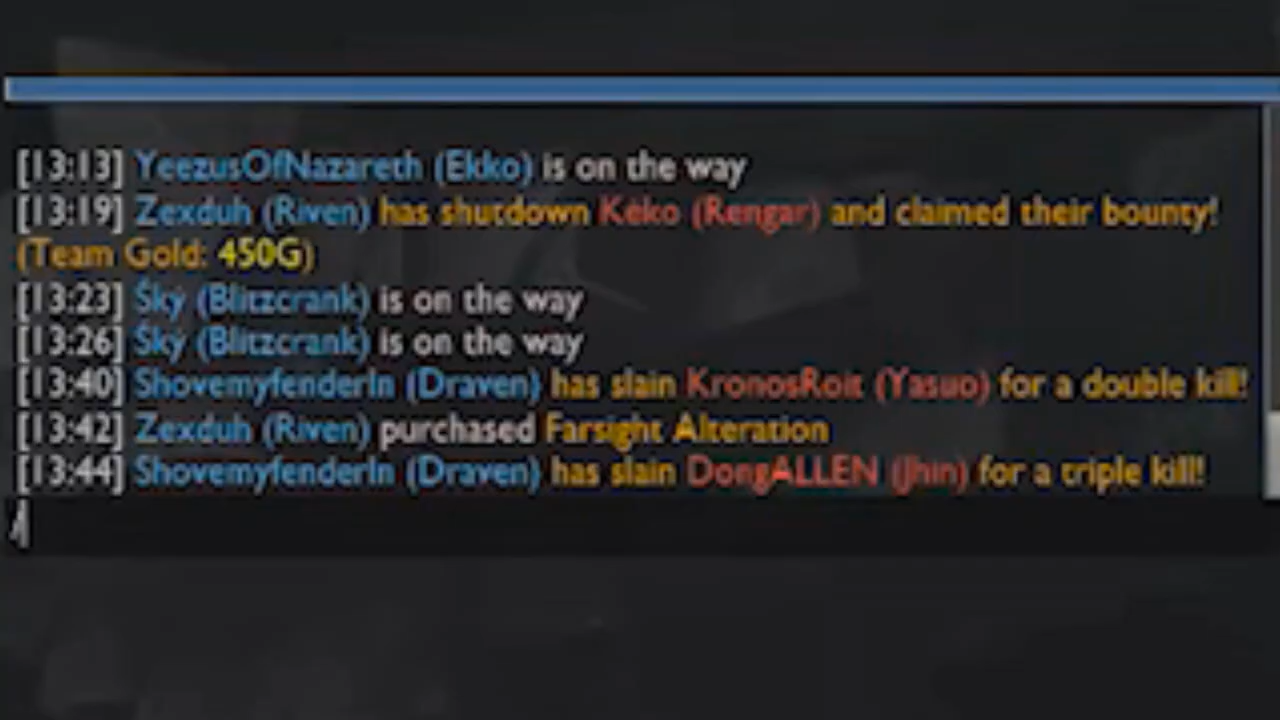 [13:13] YeezusOfNazareth (Ekko) is on the way
[13:19] Zexduh (Riven) has shutdown Kéko (Rengar) and claimed their bounty!
(Team Gold: 450G)
[13:23] Śký (Blitzcrank) is on the way
[13:26] Śký (Blitzcrank) is on the way
[13:40] ShovemyfenderIn (Draven) has slain KronosRoit (Yasuo) for a double kill!
[13:42] Zexduh (Riven) purchased Farsight Alteration
[13:44] ShovemyfenderIn (Draven) has slain DongALLEN (Jhin) for a triple kill!
/